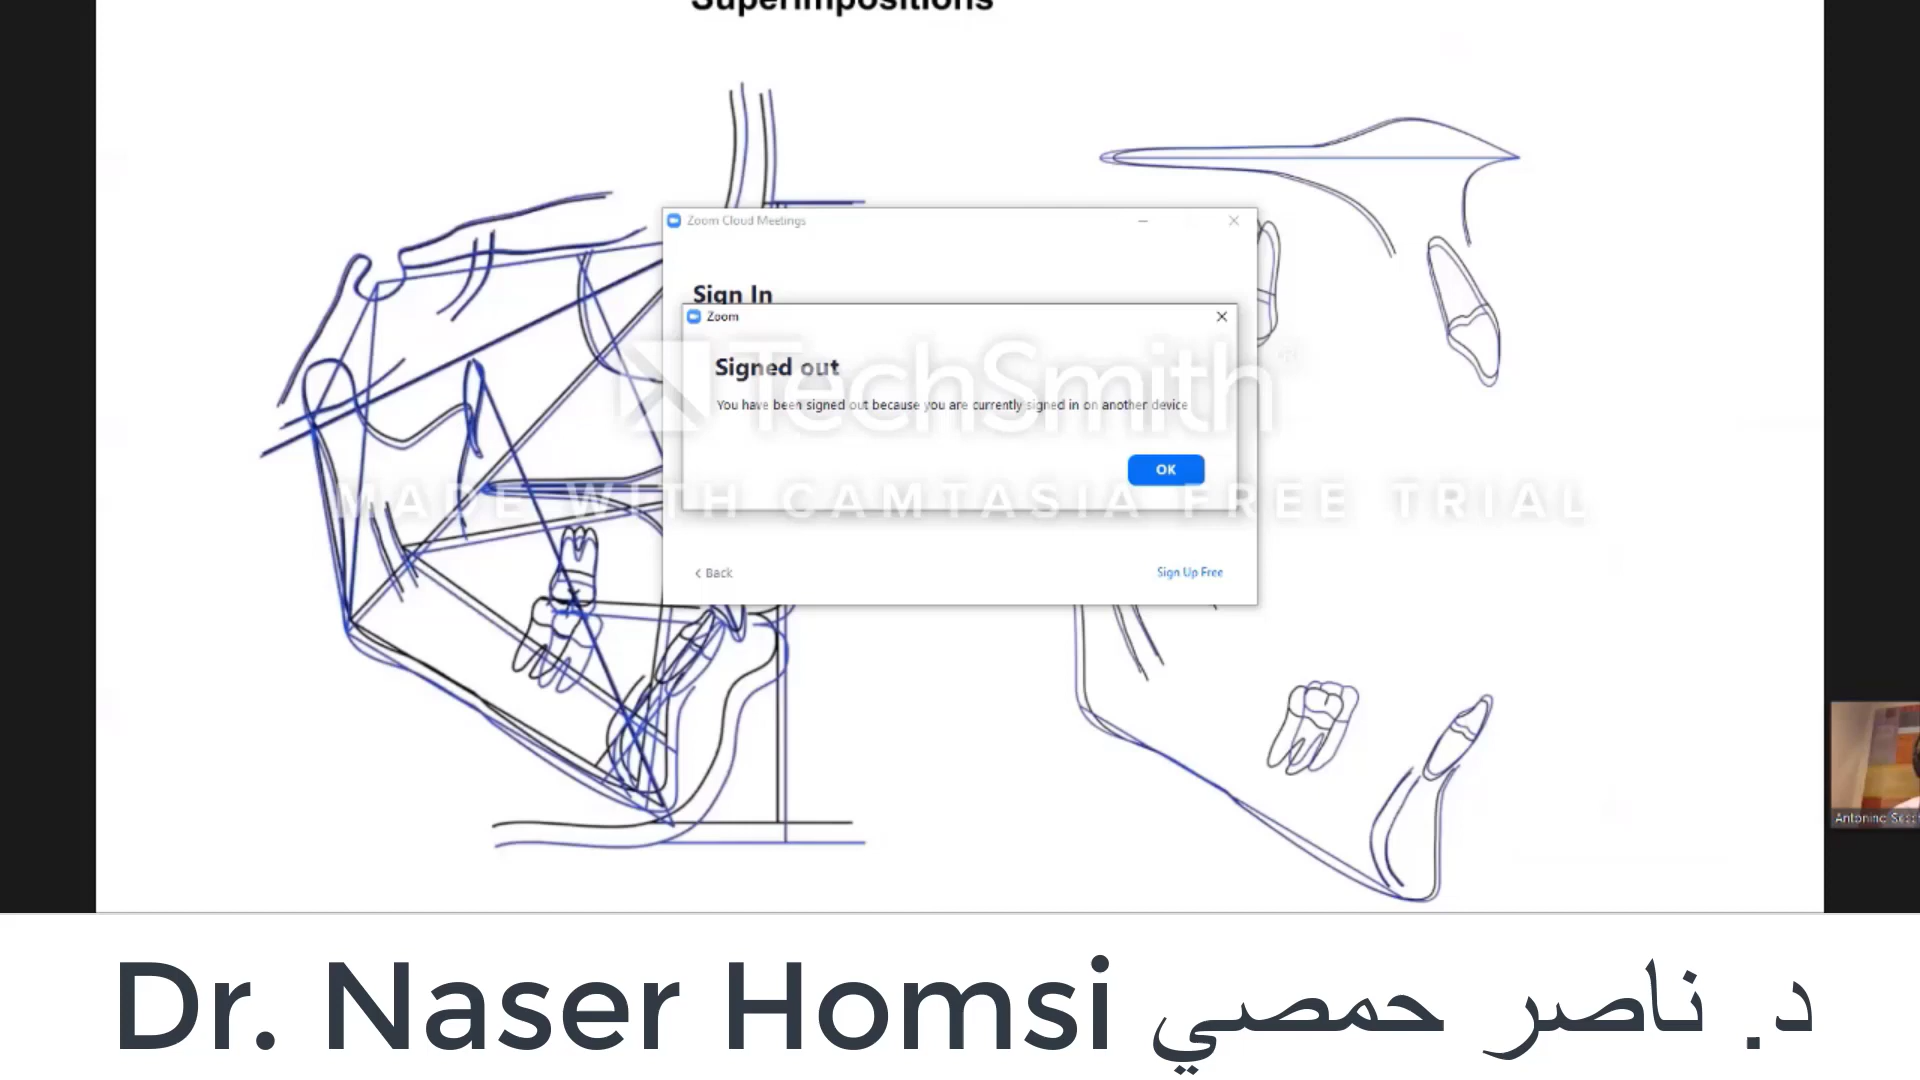 Superimpositions
Zoom Cloud Meetings
Sign In
Zoom
TechSmith
Signed out
You have been signed out because you are currently signed in on another device
OK
MADE WITH CAMTASIA FREE TRIAL
Back
Sign Up Free
Antonino
Dr. Naser Homsi د. ناصر حمصي